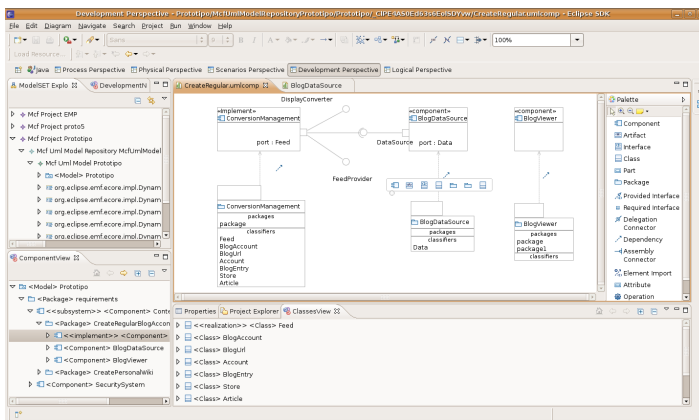 Development Perspective - Prototipo/McfUmlModelRepositoryPrototipo/Prototipo/_CIPE4ASUEd2PoEEj8SJYvw)/CreateRegular.umlcomp - Eclipse SDK
File Edit Diagram Navigate Search Project Run Window Help
Sans 9 100%
Load Resource...
Java Process Perspective Physical Perspective Scenarios Perspective Development Perspective Logical Perspective
ModelSET Explo DevelopmentN
Mcf Project EMP
Mcf Project proto5
Mcf Project Prototipo
Mcf Uml Model Repository McfUmlModel
Mcf Uml Model Prototipo
<Model> Prototipo
org.eclipse.emf.ecore.impl.Dynam
org.eclipse.emf.ecore.impl.Dynam
org.eclipse.emf.ecore.impl.Dynam
org.eclipse.emf.ecore.impl.Dynam
org.eclipse.emf.ecore.impl.Dynam
ComponentView
<Model> Prototipo
<Package> requirements
<<subsystem>> <Component> Conte
<Package> CreateRegularBlogAccon
<<implement>> <Component>
<Component> BlogDataSource
<Component> BlogViewer
<Package> CreatePersonalWiki
<Component> SecuritySystem
CreateRegular.umlcomp BlogDataSource
DisplayConverter
«implement»
ConversionManagement
port : Feed
«component»
BlogDataSource
DataSource port : Data
«component»
BlogViewer
FeedProvider
ConversionManagement
packages
package
classifiers
Feed
BlogAccount
BlogUrl
Account
BlogEntry
Store
Article
BlogDataSource
packages
classifiers
Data
BlogViewer
packages
package
package1
classifiers
Palette
Component
Artifact
Interface
Class
Part
Package
Provided Interface
Required Interface
Delegation
Connector
Dependency
Assembly
Connector
Element Import
Attribute
Operation
Properties Project Explorer ClassesView
<<realization>> <Class> Feed
<Class> BlogAccount
<Class> BlogUrl
<Class> Account
<Class> BlogEntry
<Class> Store
<Class> Article